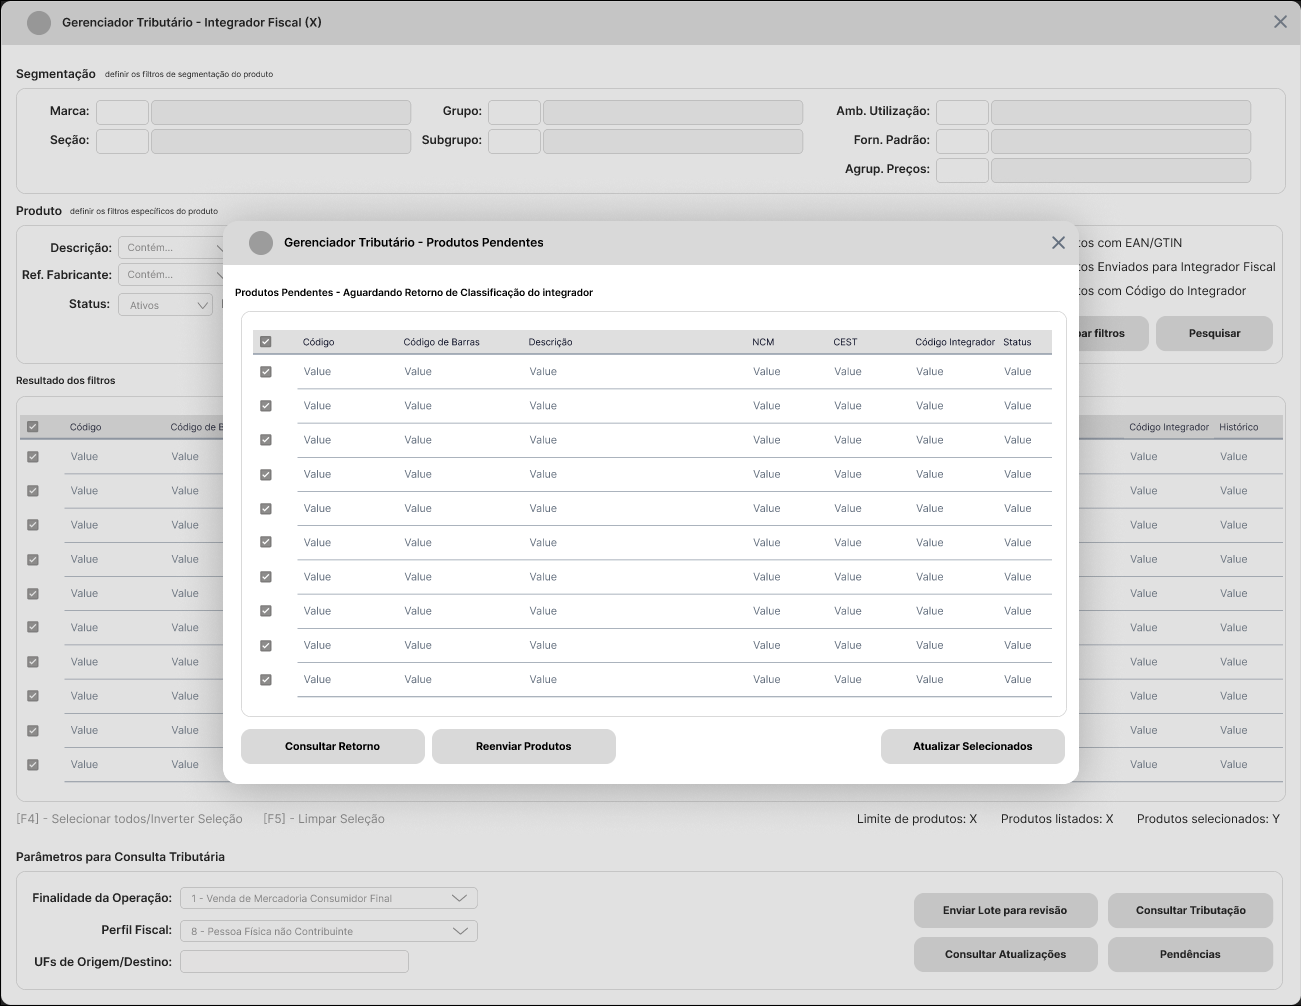 Gerenciador Tributário - Integrador Fiscal (X)
Segmentação definir os filtros de segmentação do produto
Marca: Grupo: Amb. Utilização:
Seção: Subgrupo: Forn. Padrão:
Agrup. Preços:
Produto definir os filtros específicos do produto
Descrição: Contém...
Ref. Fabricante: Contém...
Status: Ativos
os com EAN/GTIN
os Enviados para Integrador Fiscal
os com Código do Integrador
filtros Pesquisar
Gerenciador Tributário - Produtos Pendentes
Produtos Pendentes - Aguardando Retorno de Classificação do integrador
Código Código de Barras Descrição NCM CEST Código Integrador Status
Value Value Value Value Value Value Value
Value Value Value Value Value Value Value
Value Value Value Value Value Value Value
Value Value Value Value Value Value Value
Value Value Value Value Value Value Value
Value Value Value Value Value Value Value
Value Value Value Value Value Value Value
Value Value Value Value Value Value Value
Value Value Value Value Value Value Value
Value Value Value Value Value Value Value
Consultar Retorno Reenviar Produtos Atualizar Selecionados
Resultado dos filtros
Código Código de B Código Integrador Histórico
Value Value Value Value
Value Value Value Value
Value Value Value Value
Value Value Value Value
Value Value Value Value
Value Value Value Value
Value Value Value Value
Value Value Value Value
Value Value Value Value
Value Value Value Value
[F4] - Selecionar todos/Inverter Seleção [F5] - Limpar Seleção Limite de produtos: X Produtos listados: X Produtos selecionados: Y
Parâmetros para Consulta Tributária
Finalidade da Operação: 1 - Venda de Mercadoria Consumidor Final
Perfil Fiscal: 8 - Pessoa Física não Contribuinte
UFs de Origem/Destino:
Enviar Lote para revisão Consultar Tributação
Consultar Atualizações Pendências